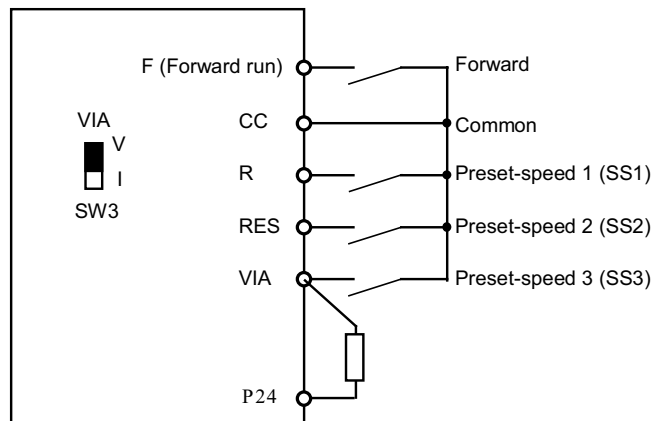 F (Forward run)
Forward
VIA
V
I
SW3
CC
Common
R
Preset-speed 1 (SS1)
RES
Preset-speed 2 (SS2)
VIA
Preset-speed 3 (SS3)
P24